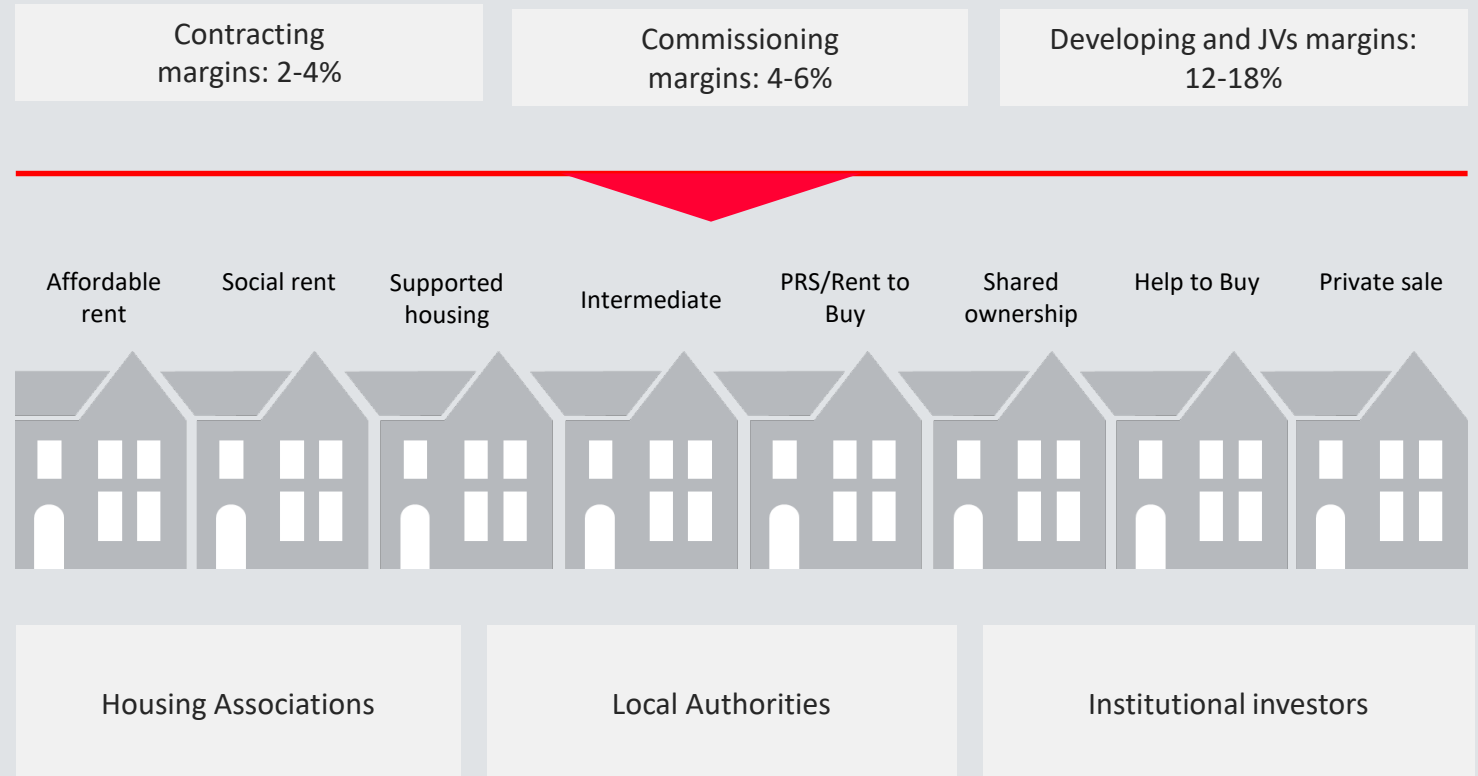 Contracting
margins: 2-4%
Commissioning
margins: 4-6%
Developing and JVs margins:
12-18%
Affordable
rent
Social rent
Supported
housing
Intermediate
PRS/Rent to
Buy
Shared
ownership
Help to Buy
Private sale
Housing Associations
Local Authorities
Institutional investors